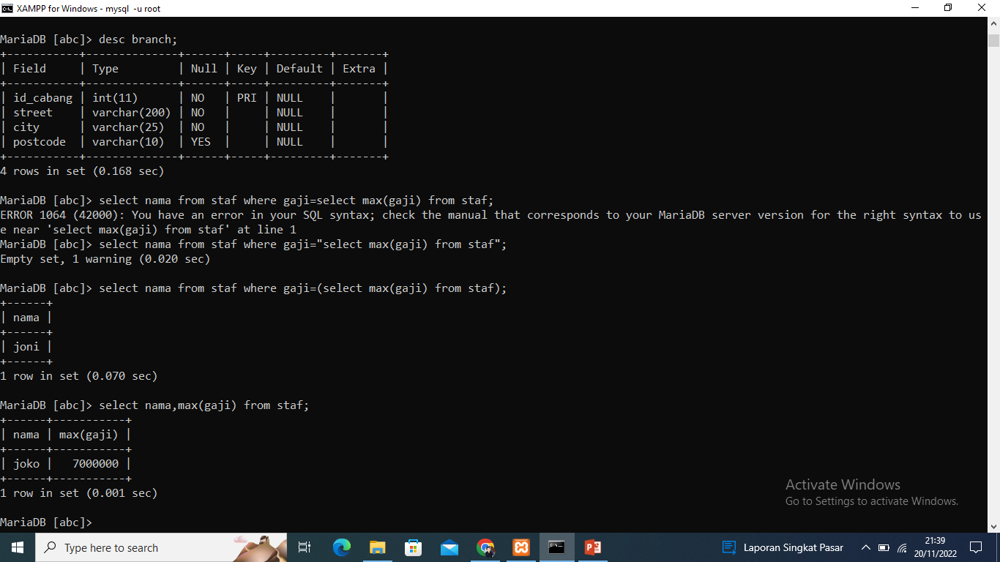 XAMPP for Windows - mysql  -u root
MariaDB [abc]> desc branch;
+-----------+--------------+------+-----+---------+-------+
| Field     | Type         | Null | Key | Default | Extra |
+-----------+--------------+------+-----+---------+-------+
| id_cabang | int(11)      | NO   | PRI | NULL    |       |
| street    | varchar(200) | NO   |     | NULL    |       |
| city      | varchar(25)  | NO   |     | NULL    |       |
| postcode  | varchar(10)  | YES  |     | NULL    |       |
+-----------+--------------+------+-----+---------+-------+
4 rows in set (0.168 sec)
MariaDB [abc]> select nama from staf where gaji=select max(gaji) from staf;
ERROR 1064 (42000): You have an error in your SQL syntax; check the manual that corresponds to your MariaDB server version for the right syntax to us
e near 'select max(gaji) from staf' at line 1
MariaDB [abc]> select nama from staf where gaji="select max(gaji) from staf";
Empty set, 1 warning (0.020 sec)
MariaDB [abc]> select nama from staf where gaji=(select max(gaji) from staf);
+------+
| nama |
+------+
| joni |
+------+
1 row in set (0.070 sec)
MariaDB [abc]> select nama,max(gaji) from staf;
+------+-----------+
| nama | max(gaji) |
+------+-----------+
| joko |   7000000 |
+------+-----------+
1 row in set (0.001 sec)
MariaDB [abc]>
Activate Windows
Go to Settings to activate Windows.
Type here to search
Laporan Singkat Pasar
21:39
20/11/2022